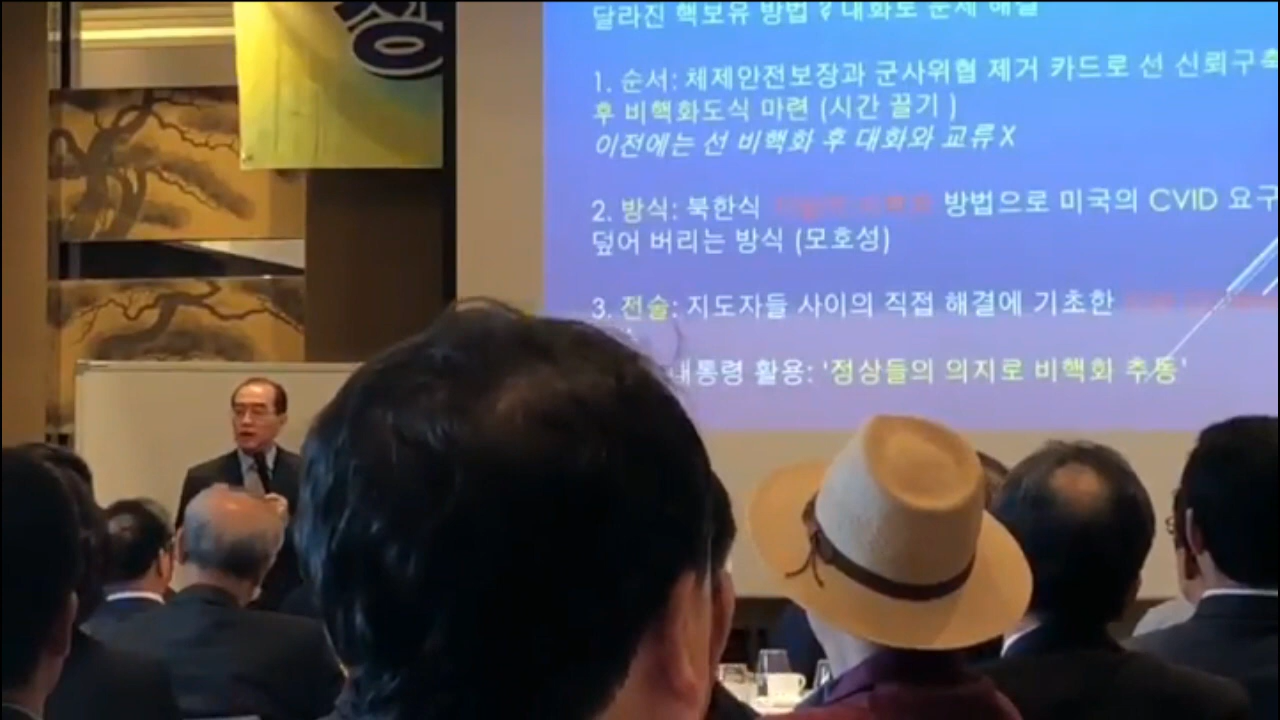 상
달라진 핵보유 방법 ? 대화로 문제 해결
1. 순서: 체제안전보장과 군사위협 제거 카드로 선 신뢰구축
후 비핵화도식 마련 (시간 끌기 )
이전에는 선 비핵화 후 대화와 교류 X
2. 방식: 북한식 방법으로 미국의 CVID 요구
덮어 버리는 방식 (모호성)
3. 전술: 지도자들 사이의 직접 해결에 기초한
대통령 활용: '정상들의 의지로 비핵화 추동'